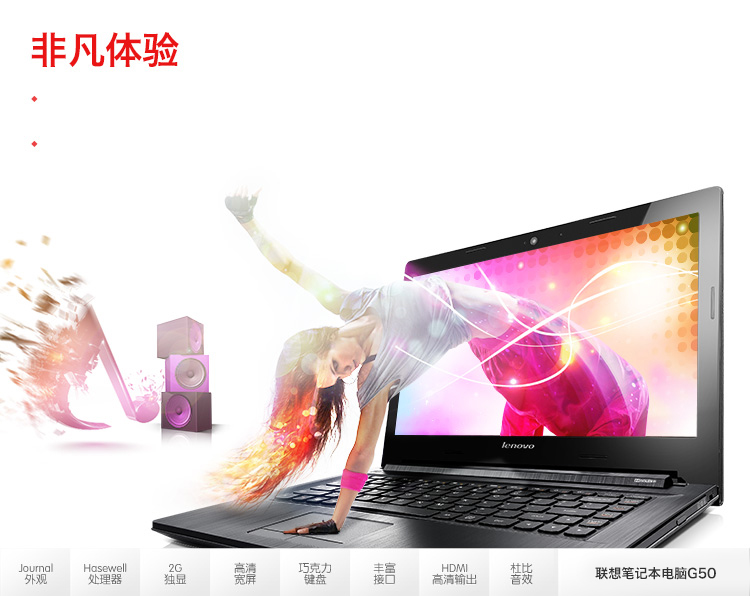 非凡体验
lenovo
Journal
外观
Hasewell
处理器
2G
独显
高清
宽屏
巧克力
键盘
丰富
接口
HDMI
高清输出
杜比
音效
联想笔记本电脑G50